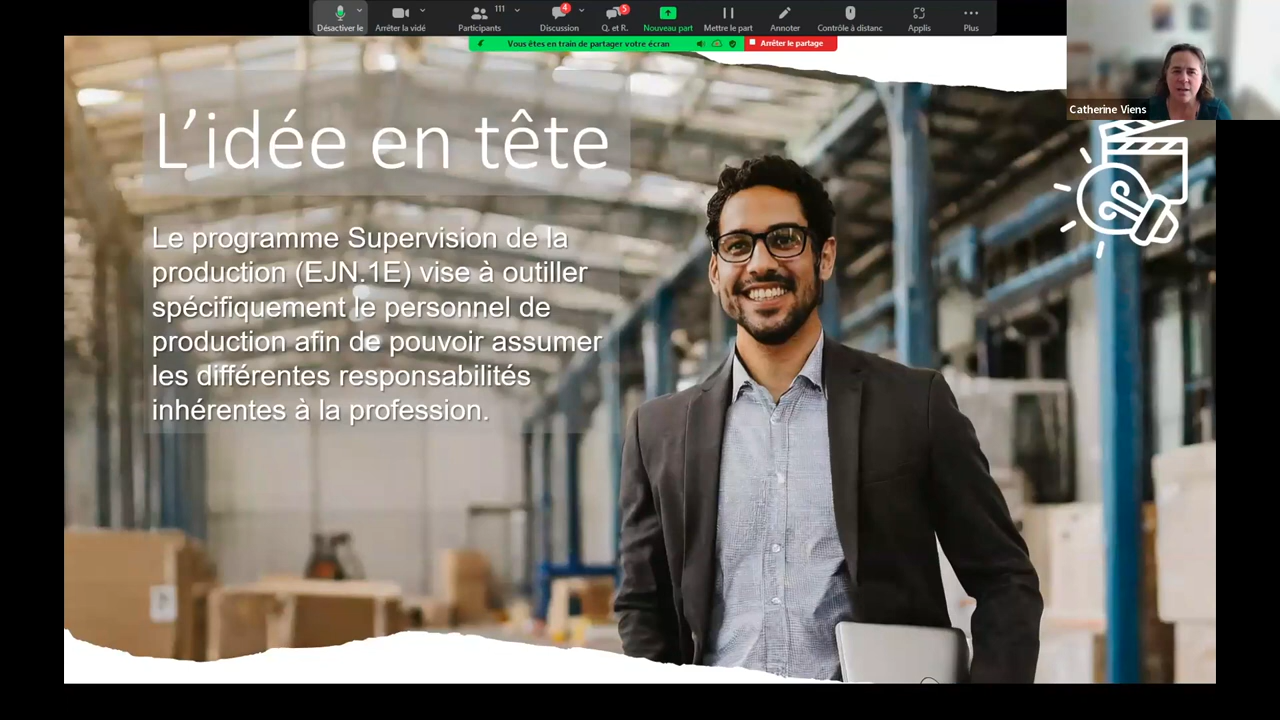 111
4
5
Désactiver le
Arrêter la vidé
Participants
Discussion
Q. et R.
Nouveau part
Mettre le part
Annoter
Contrôle à distanc
Applis
Plus
Vous êtes en train de partager votre écran
Arrêter le partage
Catherine Viens
L'idée en tête
Le programme Supervision de la
production (EJN.1E) vise à outiller
spécifiquement le personnel de
production afin de pouvoir assumer
les différentes responsabilités
inhérentes à la profession.